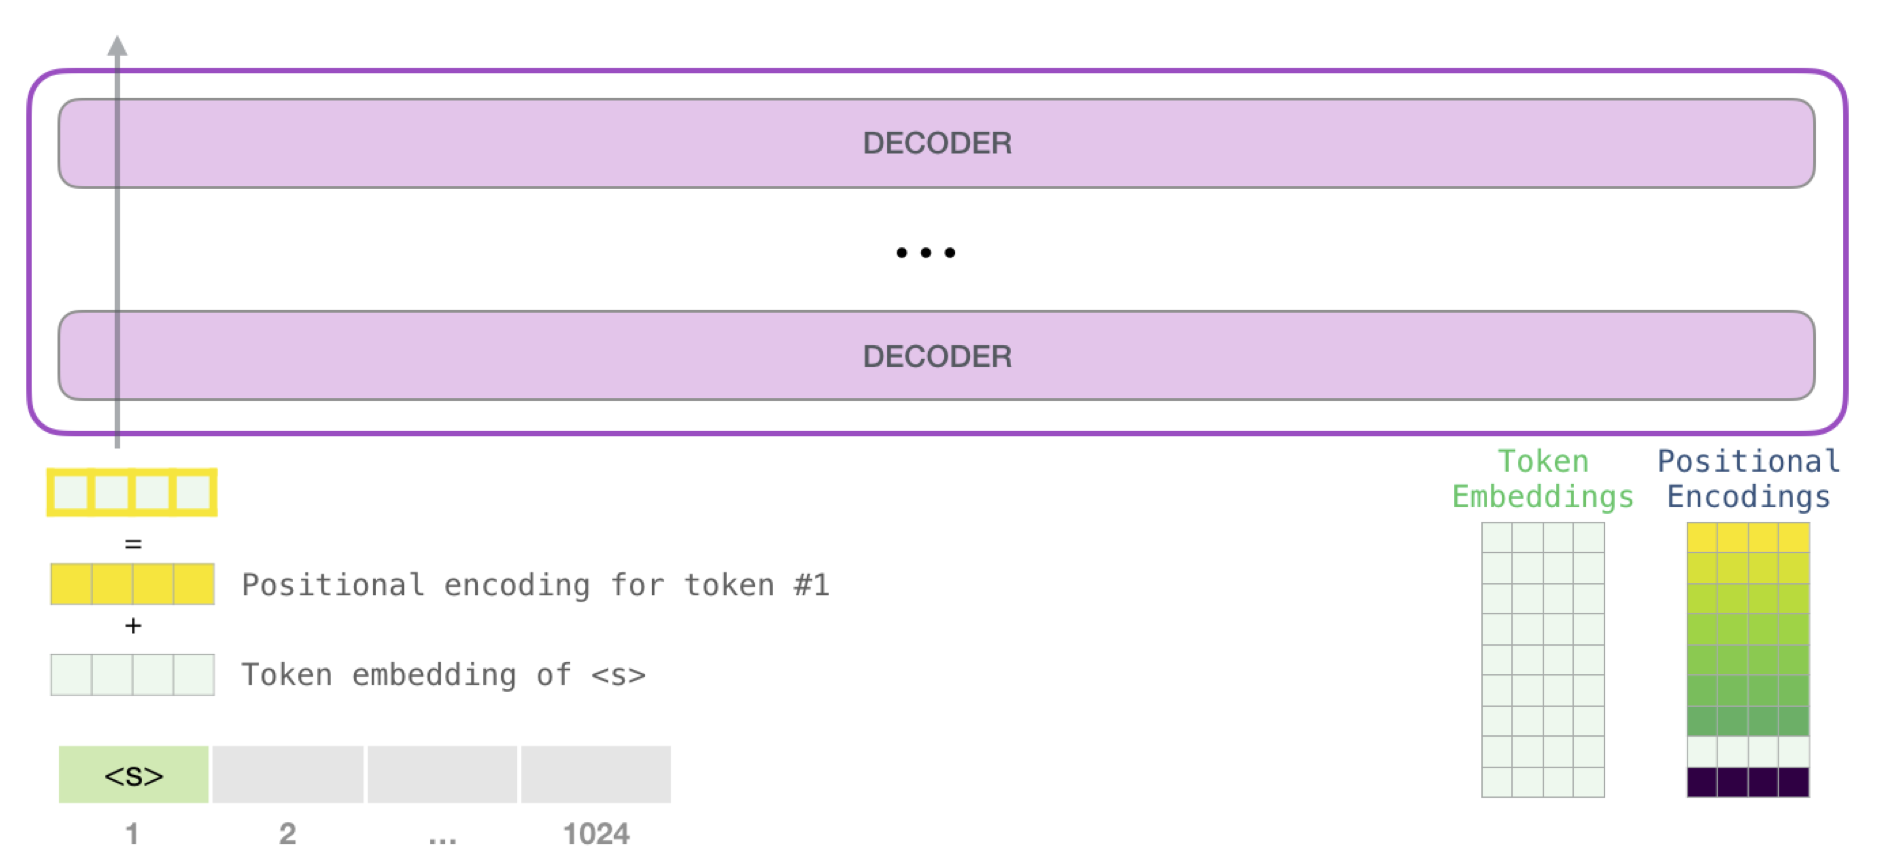 DECODER
...
DECODER
Token
Embeddings
Positional
Encodings
=
Positional encoding for token #1
+
Token embedding of <s>
<s>
1 2 ... 1024